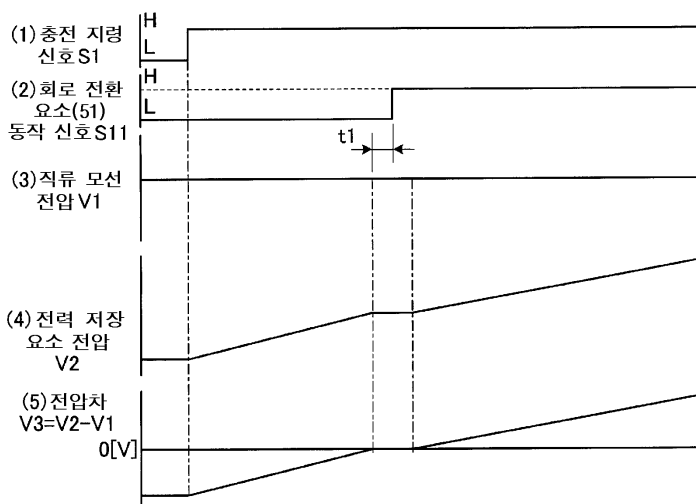 H
(1)충전 지령
L
신호S1
H
(2)회로 전환
요소(51)
L
동작 신호S11
t1
(3)직류 모선
전압V1
(4)전력 저장
요소 전압
V2
(5)전압차
V3=V2-V1
0[V]